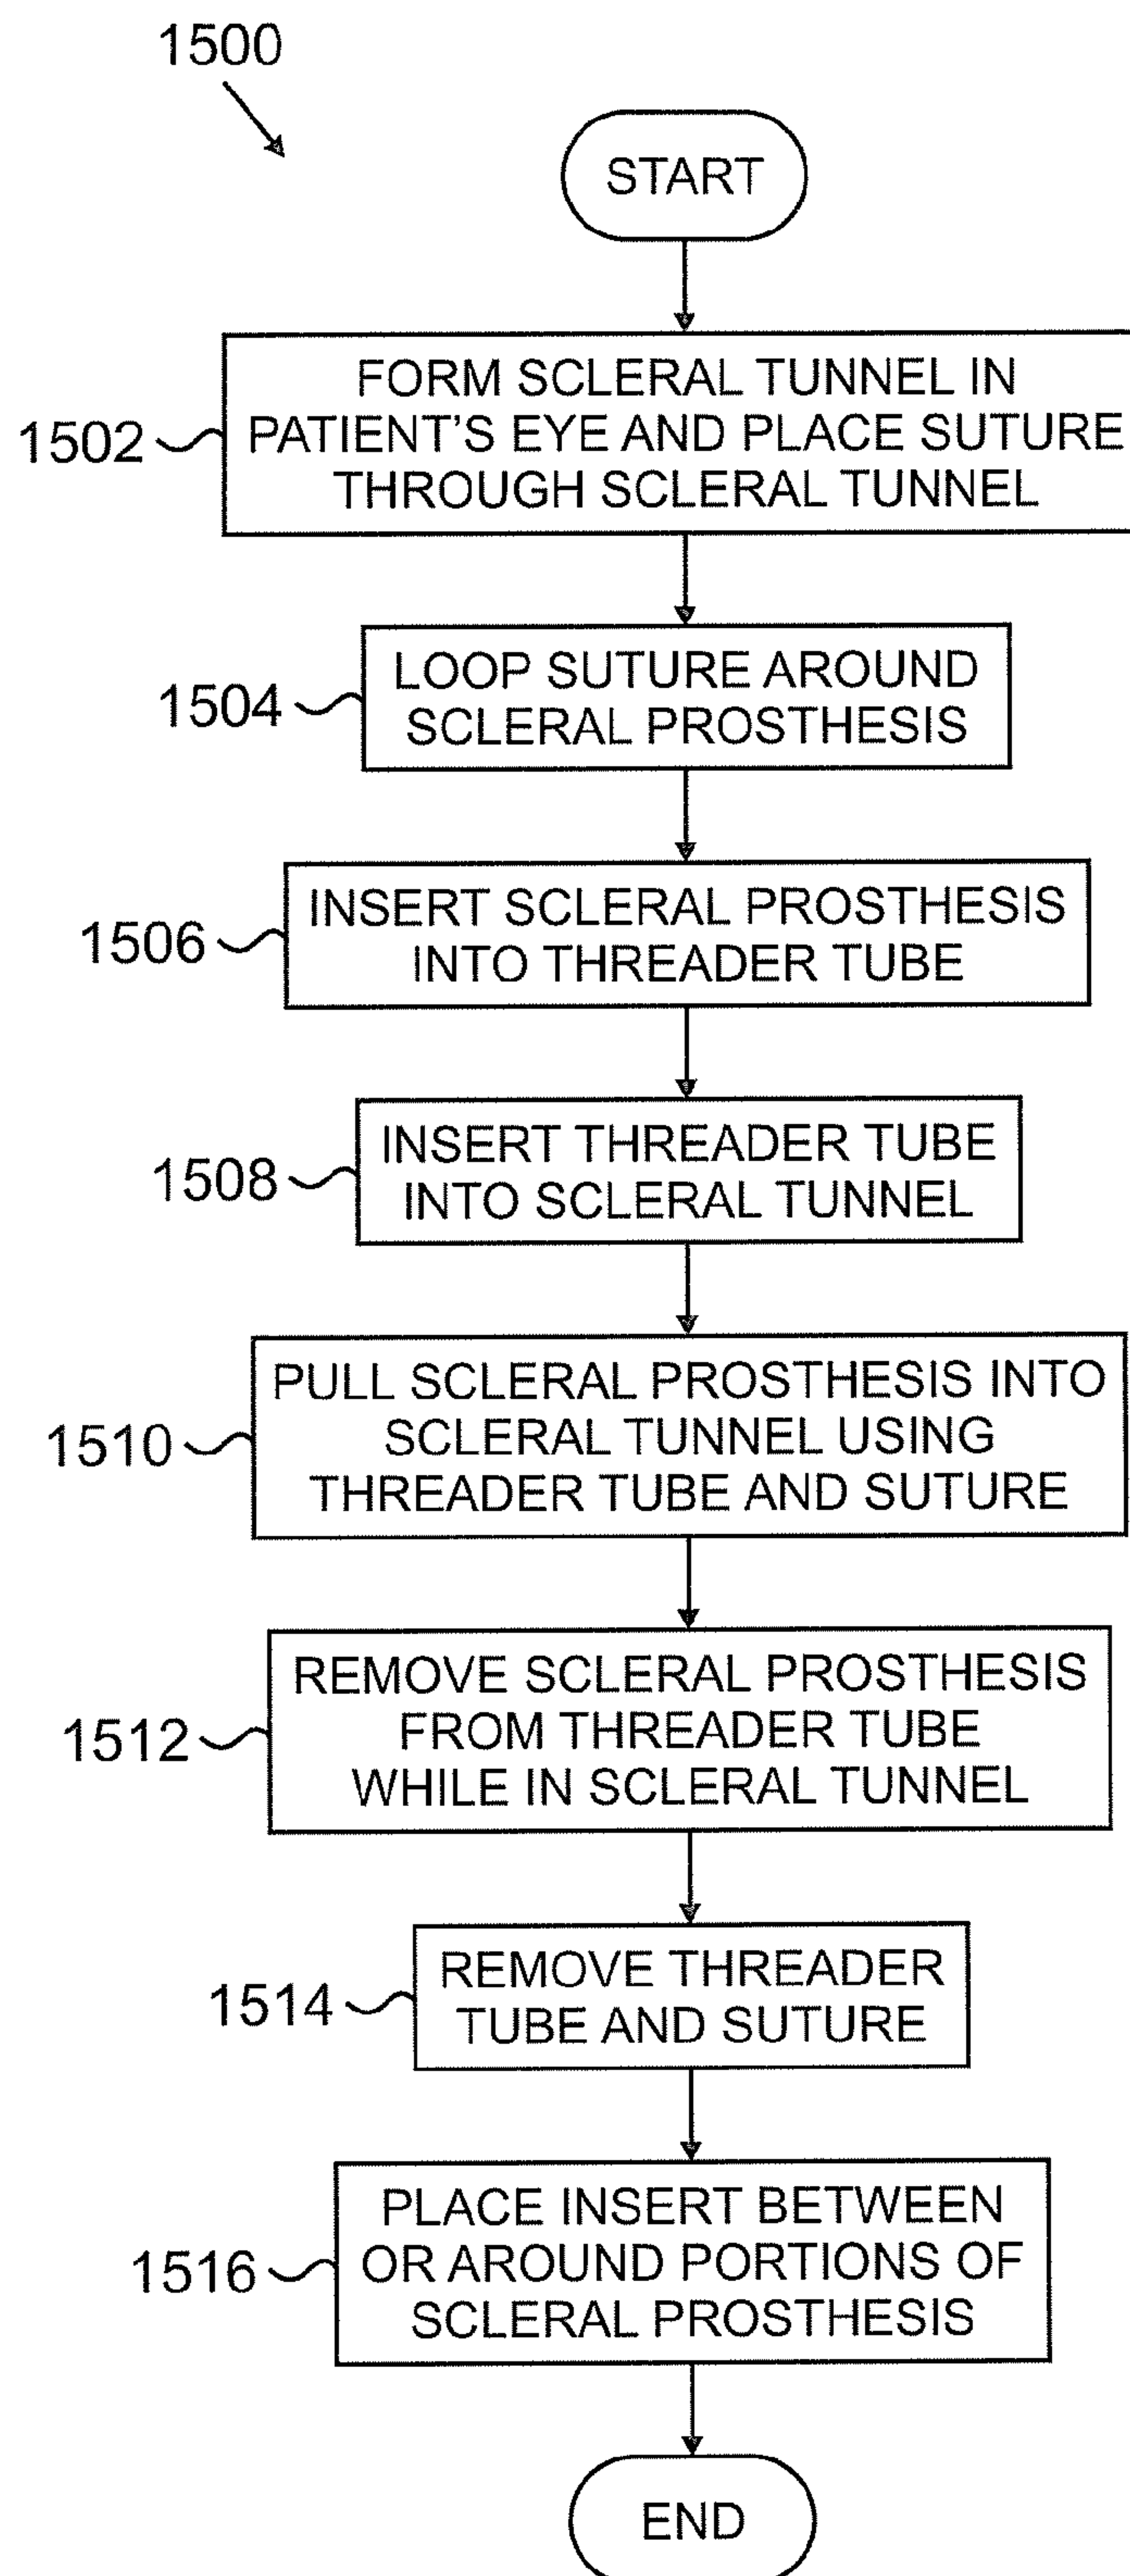 1500
START
1502
FORM SCLERAL TUNNEL IN
PATIENT'S EYE AND PLACE SUTURE
THROUGH SCLERAL TUNNEL
1504
LOOP SUTURE AROUND
SCLERAL PROSTHESIS
1506
INSERT SCLERAL PROSTHESIS
INTO THREADER TUBE
1508
INSERT THREADER TUBE
INTO SCLERAL TUNNEL
1510
PULL SCLERAL PROSTHESIS INTO
SCLERAL TUNNEL USING
THREADER TUBE AND SUTURE
1512
REMOVE SCLERAL PROSTHESIS
FROM THREADER TUBE
WHILE IN SCLERAL TUNNEL
1514
REMOVE THREADER
TUBE AND SUTURE
1516
PLACE INSERT BETWEEN
OR AROUND PORTIONS OF
SCLERAL PROSTHESIS
END